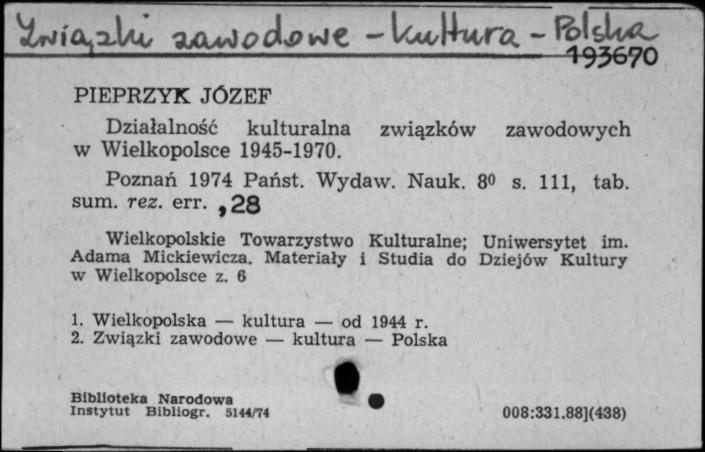 Związki zawodowe - kultura - Polska
193670
PIEPRZYK JÓZEF
Działalność kulturalna związków zawodowych
w Wielkopolsce 1945-1970.
Poznań 1974 Państ. Wydaw. Nauk. 8⁰ s. 111, tab.
sum. rez. err. ,28
Wielkopolskie Towarzystwo Kulturalne; Uniwersytet im.
Adama Mickiewicza. Materiały i Studia do Dziejów Kultury
w Wielkopolsce z. 6
1. Wielkopolska — kultura — od 1944 r.
2. Związki zawodowe — kultura — Polska
Biblioteka Narodowa
Instytut Bibliogr. 5144/74
008:331.88](438)